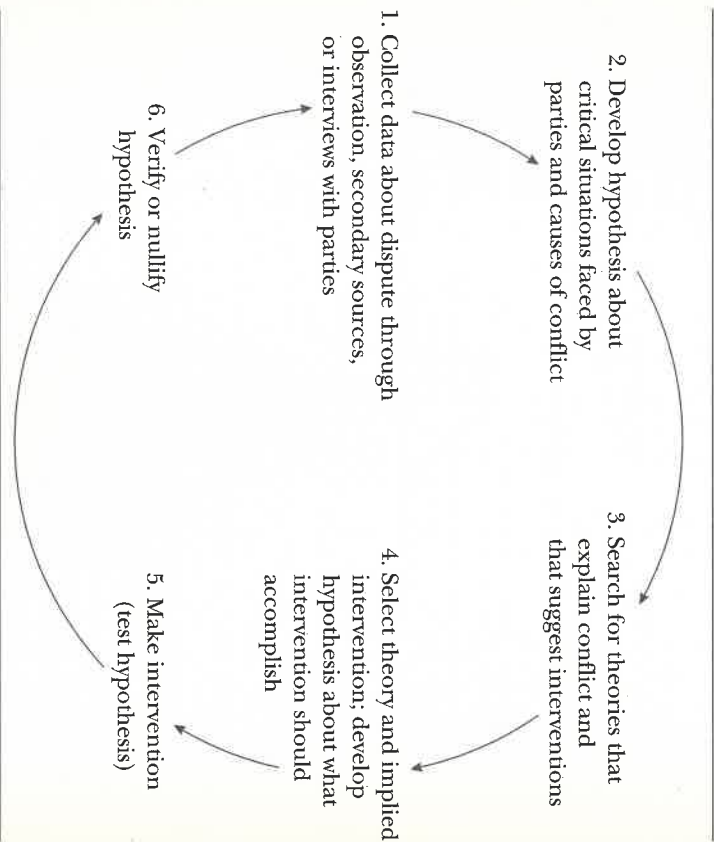 1. Collect data about dispute through
observation, secondary sources,
or interviews with parties
2. Develop hypothesis about
critical situations faced by
parties and causes of conflict
3. Search for theories that
explain conflict and
that suggest interventions
4. Select theory and implied
intervention; develop
hypothesis about what
intervention should
accomplish
5. Make intervention
(test hypothesis)
6. Verify or nullify
hypothesis